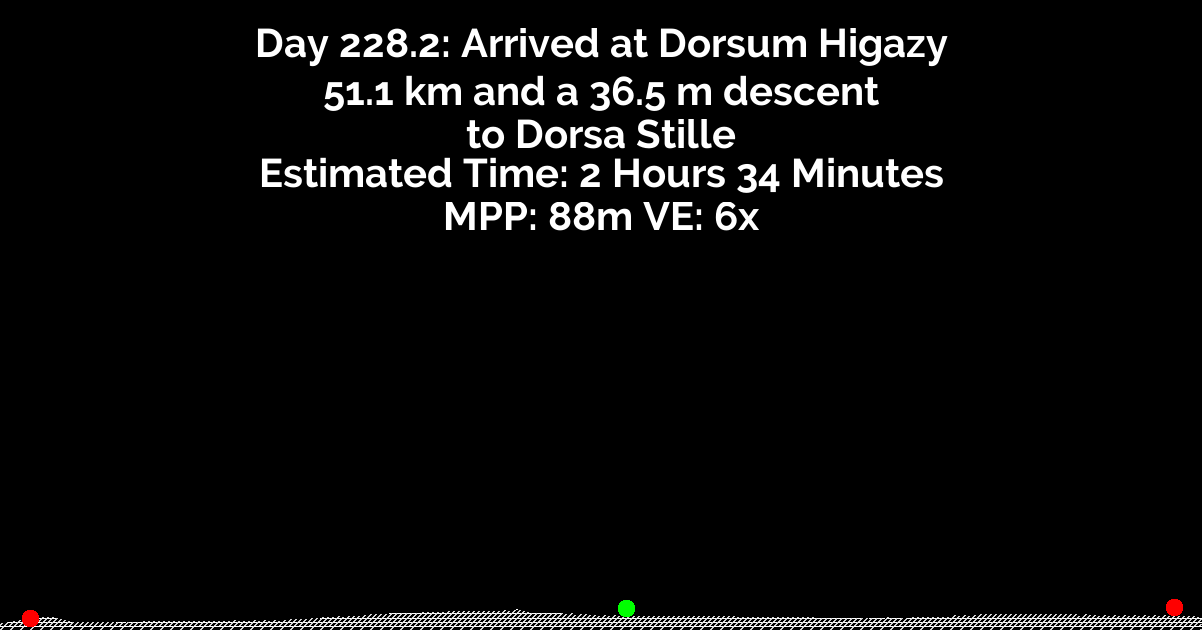 Day 228.2: Arrived at Dorsum Higazy
51.1 km and a 36.5 m descent
to Dorsa Stille
Estimated Time: 2 Hours 34 Minutes
MPP: 88m VE: 6x